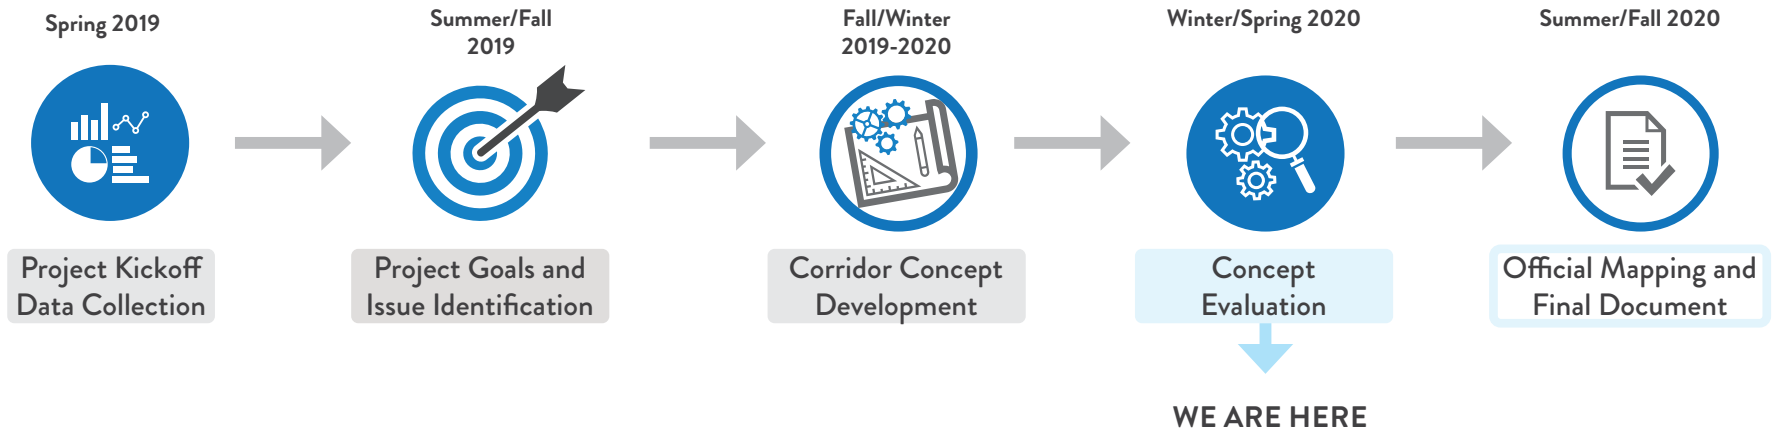 Spring 2019
Summer/Fall
2019
Fall/Winter
2019-2020
Winter/Spring 2020
Summer/Fall 2020
Project Kickoff
Data Collection
Project Goals and
Issue Identification
Corridor Concept
Development
Concept
Evaluation
Official Mapping and
Final Document
WE ARE HERE